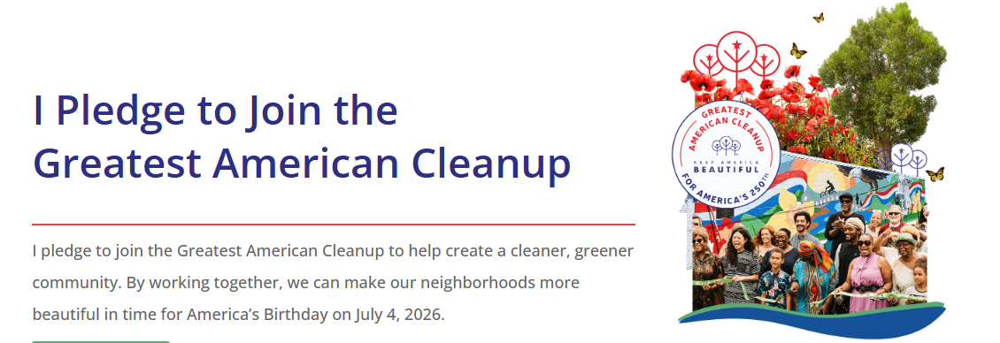 I Pledge to Join the
Greatest American Cleanup
I pledge to join the Greatest American Cleanup to help create a cleaner, greener
community. By working together, we can make our neighborhoods more
beautiful in time for America’s Birthday on July 4, 2026.
GREATEST
AMERICAN CLEANUP
KEEP AMERICA
BEAUTIFUL
FOR AMERICA'S 250TH